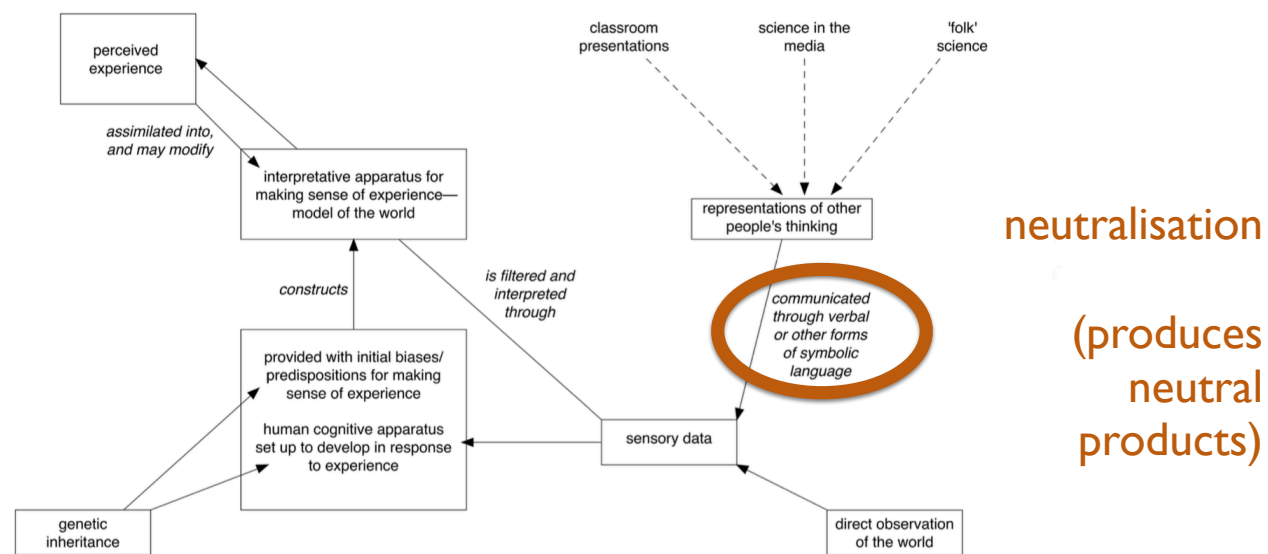 perceived
experience
classroom
presentations
science in the
media
'folk'
science
assimilated into,
and may modify
interpretative apparatus for
making sense of experience—
model of the world
representations of other
people's thinking
neutralisation
constructs
is filtered and
interpreted
through
communicated
through verbal
or other forms
of symbolic
language
(produces
neutral
products)
provided with initial biases/
predispositions for making
sense of experience
human cognitive apparatus
set up to develop in response
to experience
sensory data
genetic
inheritance
direct observation
of the world